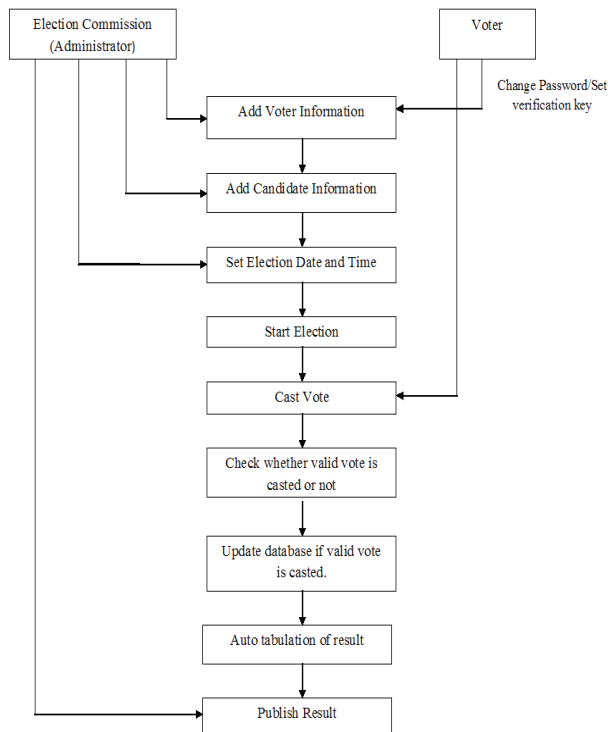 Election Commission
(Administrator)
Voter
Change Password/Set
verification key
Add Voter Information
Add Candidate Information
Set Election Date and Time
Start Election
Cast Vote
Check whether valid vote is
casted or not
Update database if valid vote
is casted.
Auto tabulation of result
Publish Result